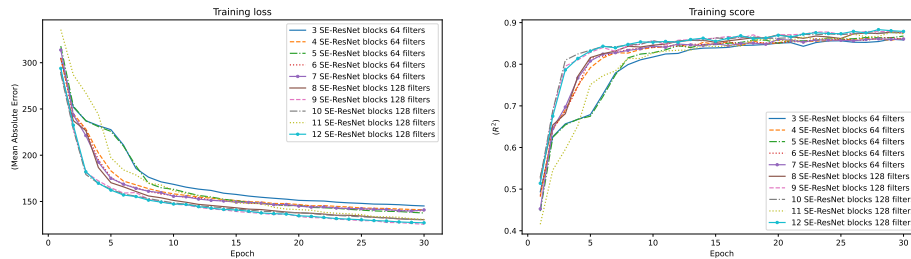 Training loss
(Mean Absolute Error)
300
250
200
150
0
5
10
15
20
25
30
Epoch
3 SE-ResNet blocks 64 filters
4 SE-ResNet blocks 64 filters
5 SE-ResNet blocks 64 filters
6 SE-ResNet blocks 64 filters
7 SE-ResNet blocks 64 filters
8 SE-ResNet blocks 128 filters
9 SE-ResNet blocks 128 filters
10 SE-ResNet blocks 128 filters
11 SE-ResNet blocks 128 filters
12 SE-ResNet blocks 128 filters
Training score
(R²)
0.9
0.8
0.7
0.6
0.5
0.4
0
5
10
15
20
25
30
Epoch
3 SE-ResNet blocks 64 filters
4 SE-ResNet blocks 64 filters
5 SE-ResNet blocks 64 filters
6 SE-ResNet blocks 64 filters
7 SE-ResNet blocks 64 filters
8 SE-ResNet blocks 128 filters
9 SE-ResNet blocks 128 filters
10 SE-ResNet blocks 128 filters
11 SE-ResNet blocks 128 filters
12 SE-ResNet blocks 128 filters